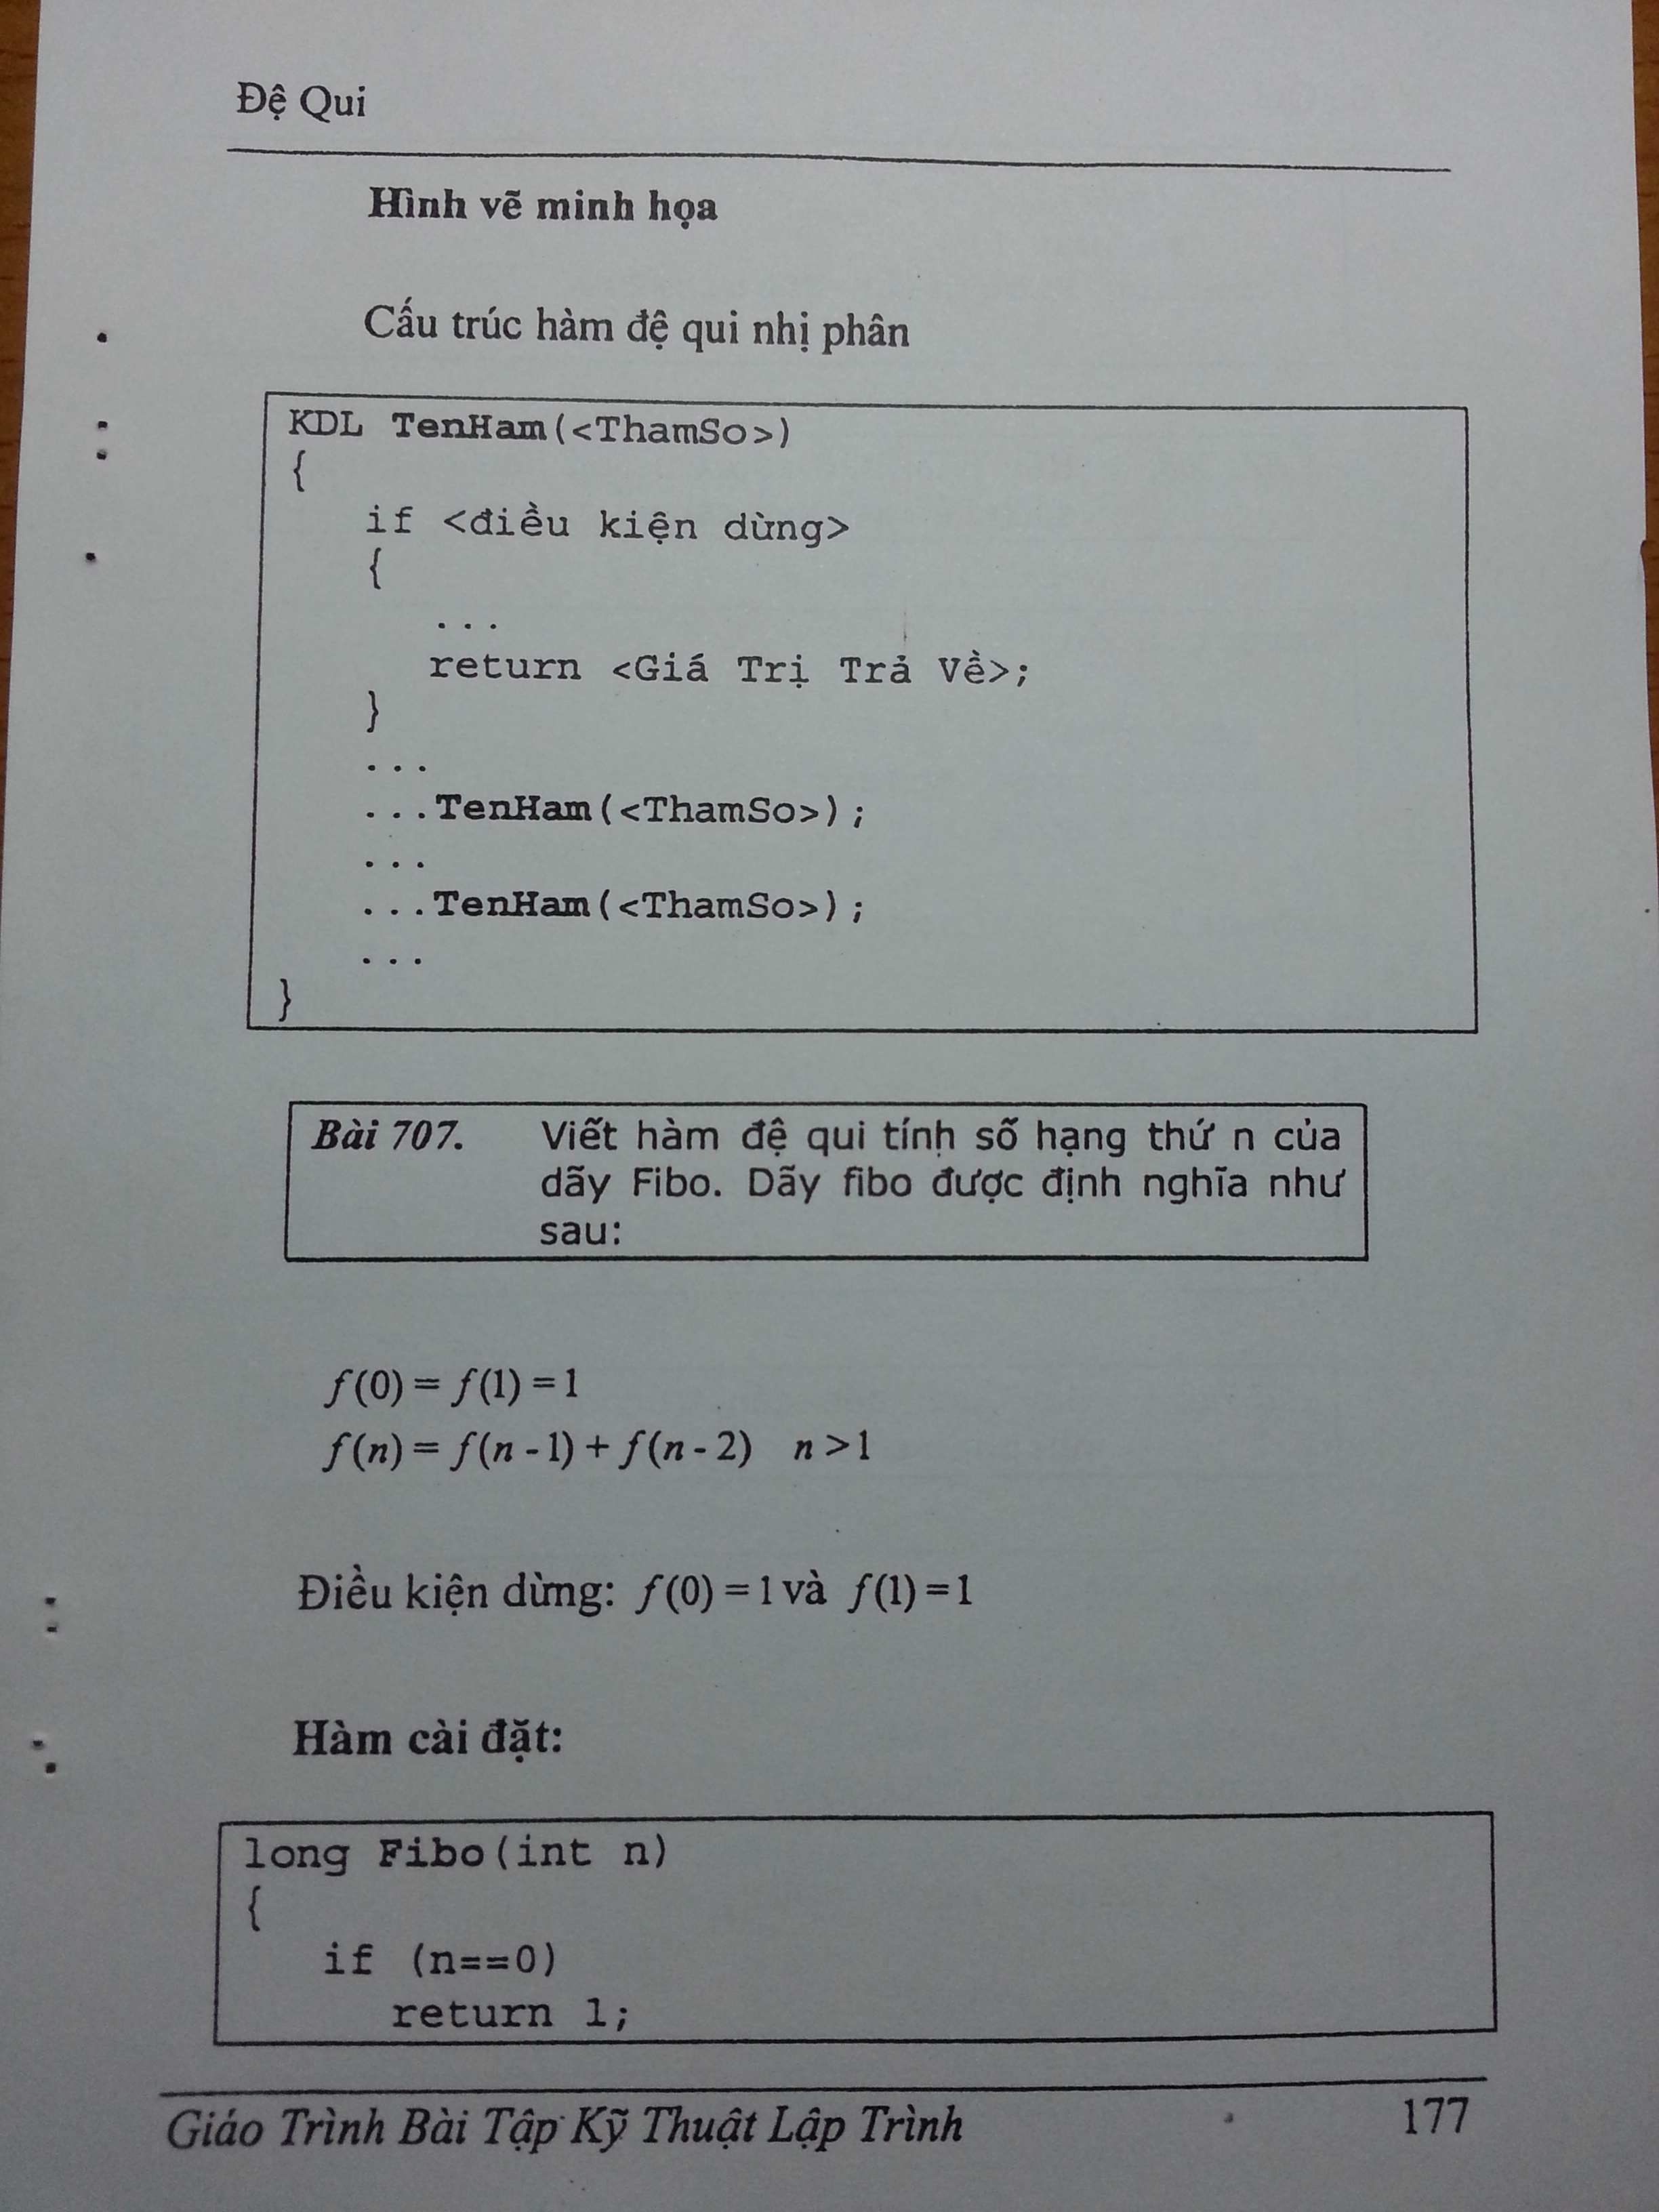 Đệ Qui
Hình vẽ minh họa
Cấu trúc hàm đệ qui nhị phân
KDL TenHam(<ThamSo>)
{
if <điều kiện dừng>
{
...
return <Giá Trị Trả Về>;
}
...
...TenHam(<ThamSo>);
...
...TenHam(<ThamSo>);
...
}
Bài 707. Viết hàm đệ qui tính số hạng thứ n của
dãy Fibo. Dãy fibo được định nghĩa như
sau:
f(0) = f(1) = 1
f(n) = f(n - 1) + f(n - 2) n > 1
Điều kiện dừng: f(0) = 1 và f(1) = 1
Hàm cài đặt:
long Fibo(int n)
{
if (n==0)
return 1;
Giáo Trình Bài Tập Kỹ Thuật Lập Trình 177